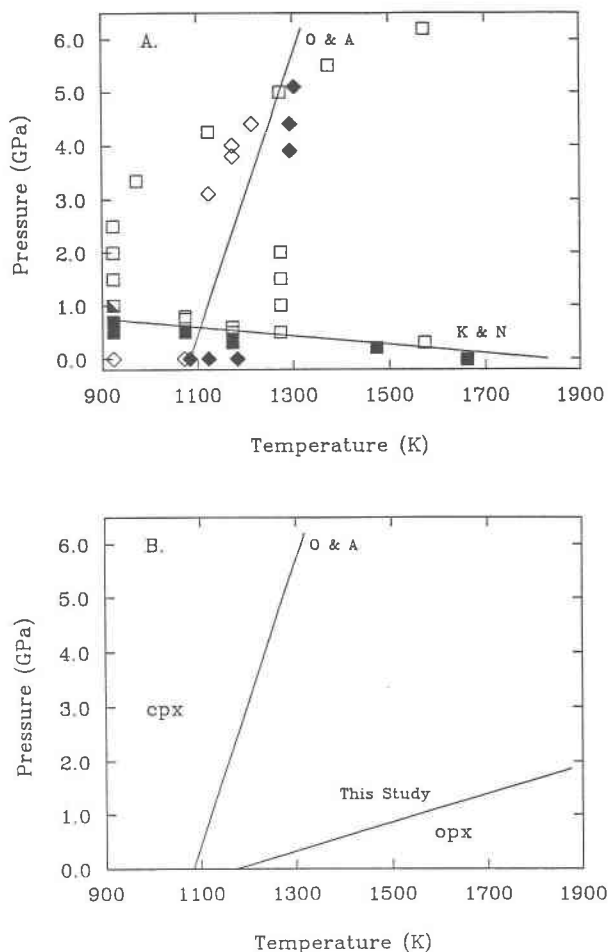 6.0
A.
O & A
5.0
4.0
3.0
2.0
1.0
K & N
0.0
900
1100
1300
1500
1700
1900
Pressure (GPa)
Temperature (K)
6.0
B.
O & A
5.0
4.0
3.0
cpx
2.0
This Study
1.0
opx
0.0
900
1100
1300
1500
1700
1900
Pressure (GPa)
Temperature (K)